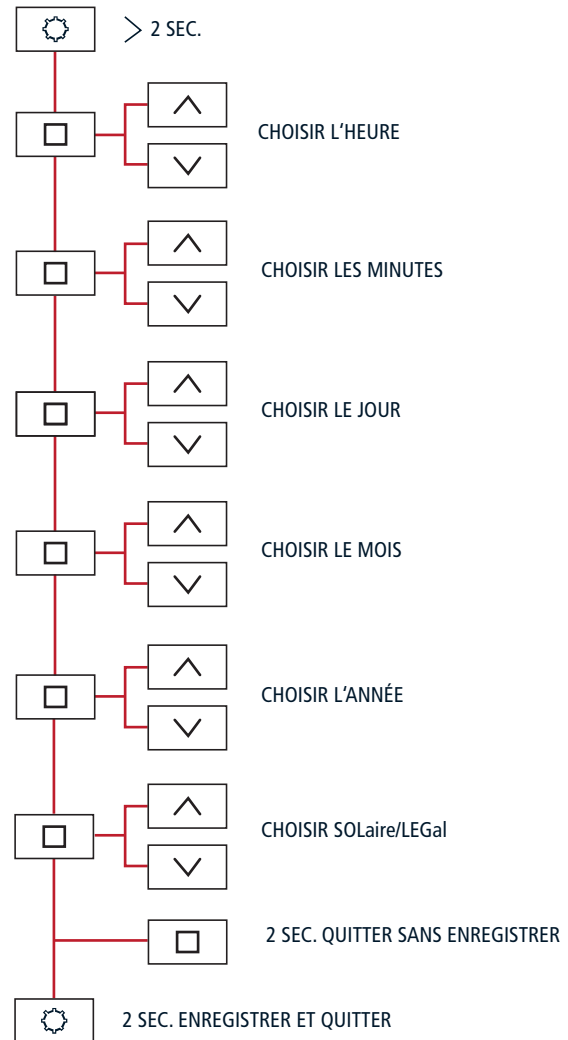 > 2 SEC.
CHOISIR L'HEURE
CHOISIR LES MINUTES
CHOISIR LE JOUR
CHOISIR LE MOIS
CHOISIR L'ANNÉE
CHOISIR SOLaire/LEGal
2 SEC. QUITTER SANS ENREGISTRER
2 SEC. ENREGISTRER ET QUITTER